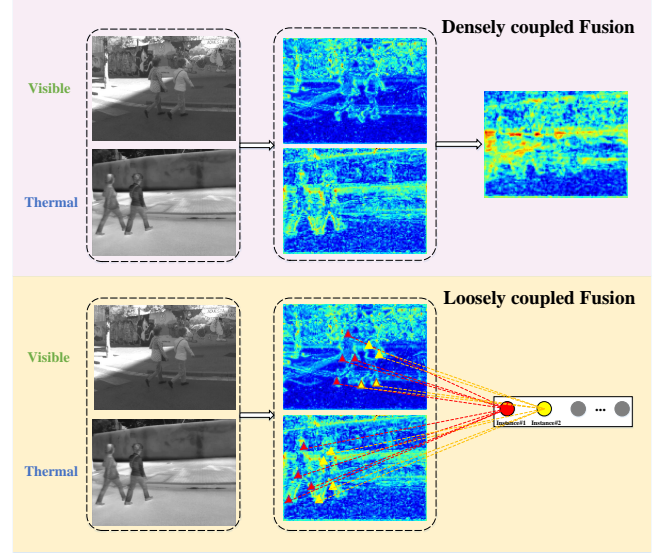 Densely coupled Fusion
Visible
Thermal
Loosely coupled Fusion
Visible
Thermal
Instance#1 Instance#2
...